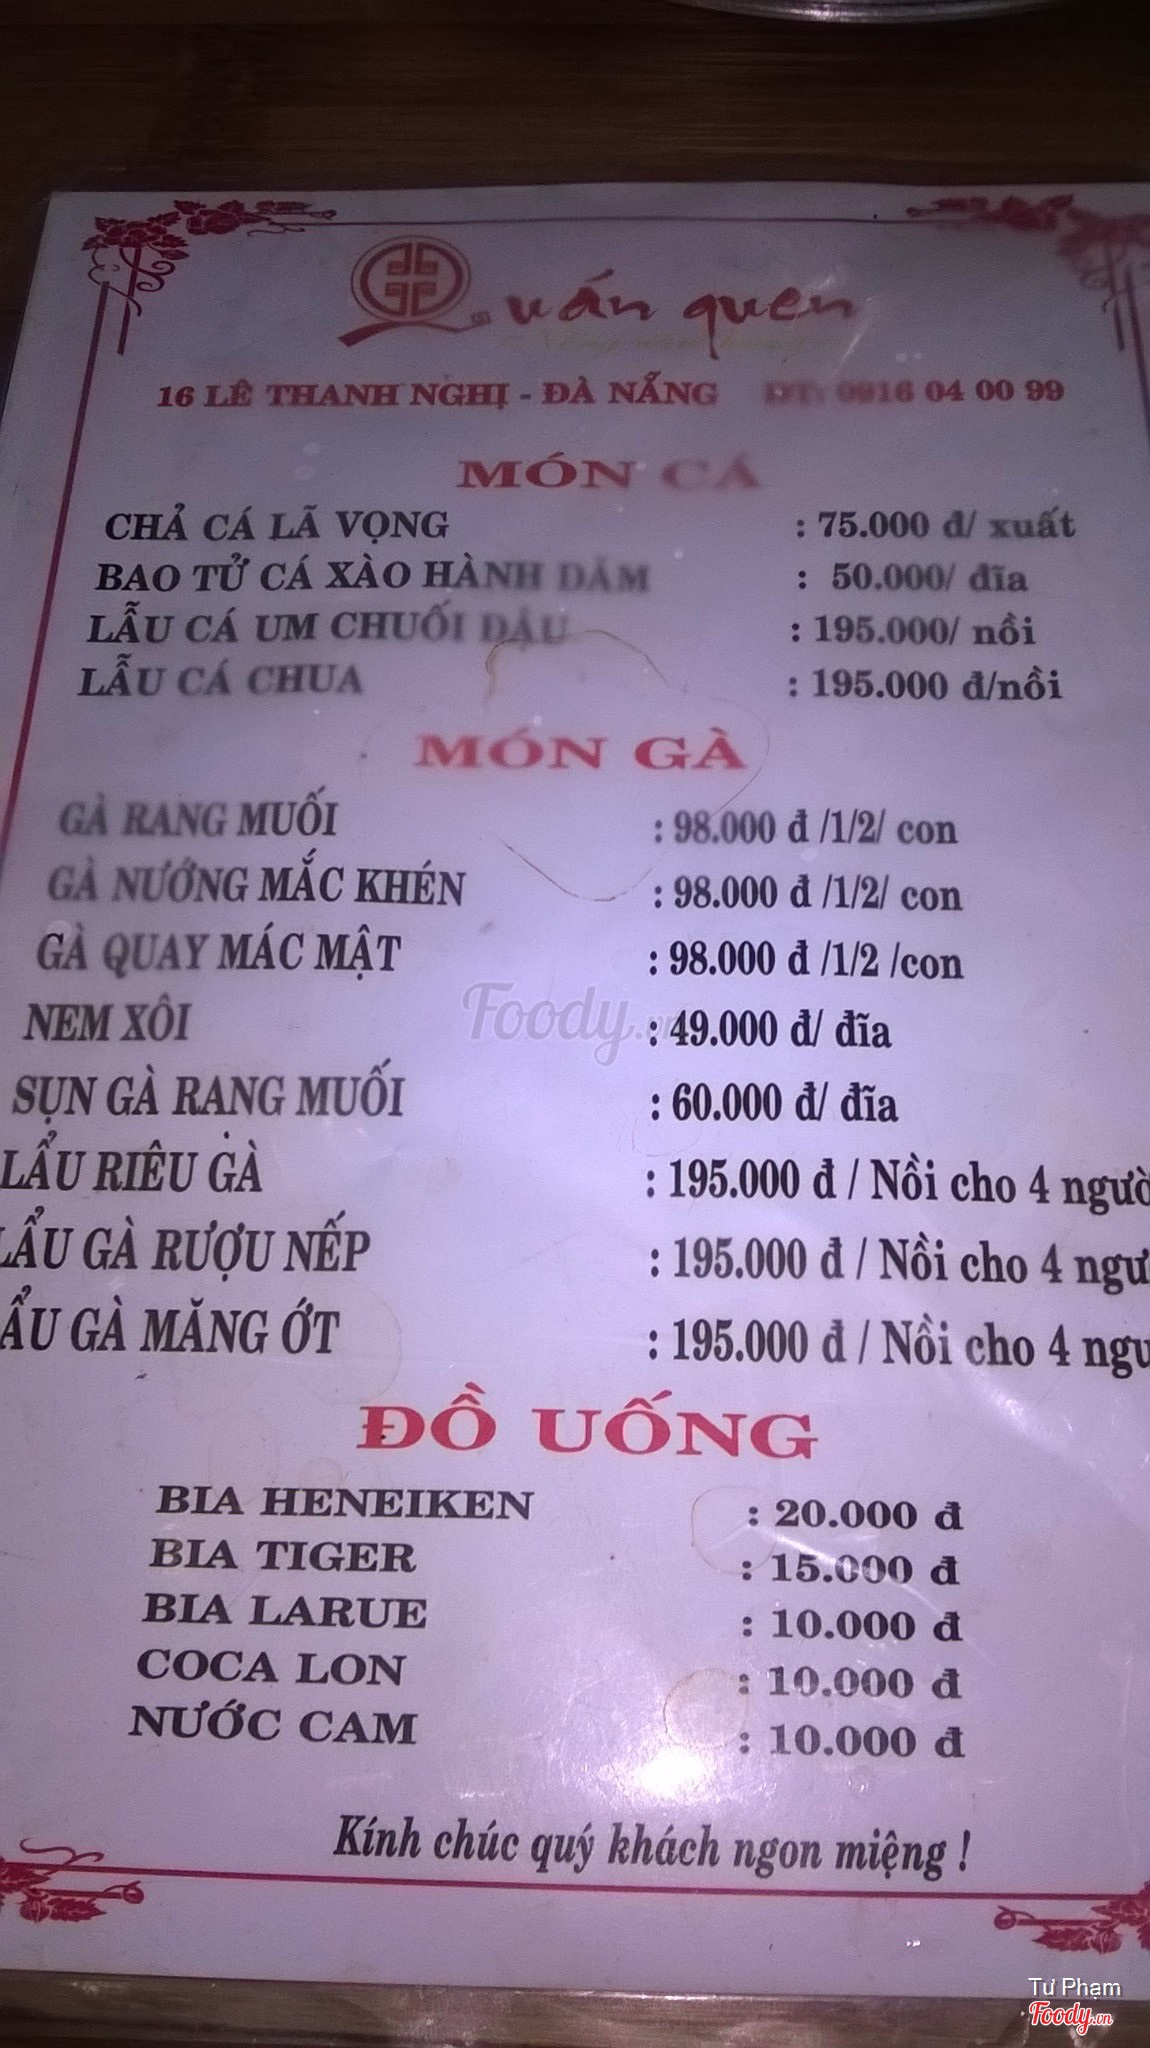 Quán quen
16 LÊ THANH NGHỊ - ĐÀ NẴNG ĐT: 0916 04 00 99
MÓN CÁ
CHẢ CÁ LÃ VỌNG : 75.000 đ/ xuất
BAO TỬ CÁ XÀO HÀNH DĂM : 50.000/ đĩa
LẪU CÁ UM CHUỐI ĐẬU : 195.000/ nồi
LẪU CÁ CHUA : 195.000 đ/nồi
MÓN GÀ
GÀ RANG MUỐI : 98.000 đ /1/2/ con
GÀ NƯỚNG MẮC KHÉN : 98.000 đ /1/2/ con
GÀ QUAY MÁC MẬT : 98.000 đ /1/2 /con
NEM XÔI : 49.000 đ/ đĩa
SỤN GÀ RANG MUỐI : 60.000 đ/ đĩa
LẨU RIÊU GÀ : 195.000 đ / Nồi cho 4 ngườ
LẨU GÀ RƯỢU NẾP : 195.000 đ / Nồi cho 4 ngư
ẨU GÀ MĂNG ỚT : 195.000 đ / Nồi cho 4 ngư
ĐỒ UỐNG
BIA HENEIKEN : 20.000 đ
BIA TIGER : 15.000 đ
BIA LARUE : 10.000 đ
COCA LON : 10.000 đ
NƯỚC CAM : 10.000 đ
Kính chúc quý khách ngon miệng !
Foody.vn
Tư Phạm
Foody.vn